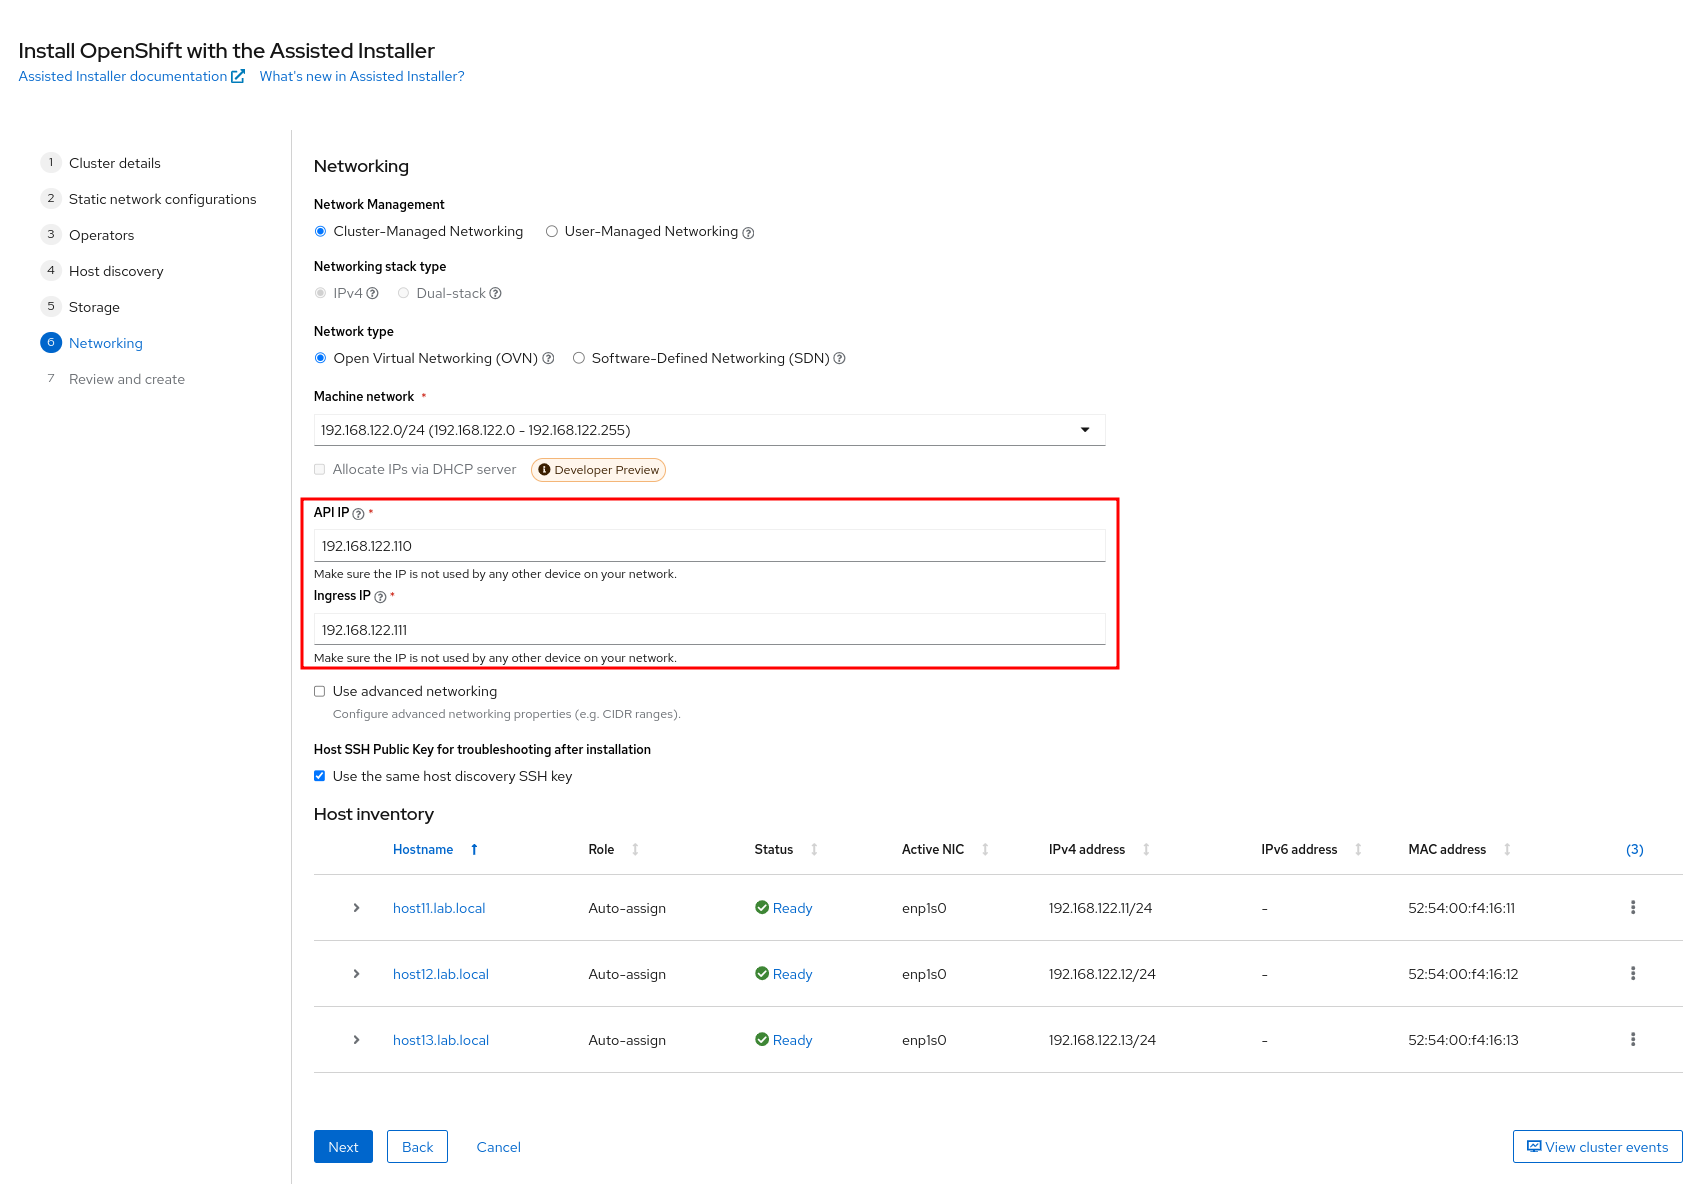 Install OpenShift with the Assisted Installer
Assisted Installer documentation What's new in Assisted Installer?
1 Cluster details
2 Static network configurations
3 Operators
4 Host discovery
5 Storage
6 Networking
7 Review and create
Networking
Network Management
Cluster-Managed Networking User-Managed Networking
Networking stack type
IPv4 Dual-stack
Network type
Open Virtual Networking (OVN) Software-Defined Networking (SDN)
Machine network *
192.168.122.0/24 (192.168.122.0 - 192.168.122.255)
Allocate IPs via DHCP server Developer Preview
API IP *
192.168.122.110
Make sure the IP is not used by any other device on your network.
Ingress IP *
192.168.122.111
Make sure the IP is not used by any other device on your network.
Use advanced networking
Configure advanced networking properties (e.g. CIDR ranges).
Host SSH Public Key for troubleshooting after installation
Use the same host discovery SSH key
Host inventory
Hostname Role Status Active NIC IPv4 address IPv6 address MAC address (3)
host11.lab.local Auto-assign Ready enp1s0 192.168.122.11/24 - 52:54:00:f4:16:11
host12.lab.local Auto-assign Ready enp1s0 192.168.122.12/24 - 52:54:00:f4:16:12
host13.lab.local Auto-assign Ready enp1s0 192.168.122.13/24 - 52:54:00:f4:16:13
Next Back Cancel View cluster events